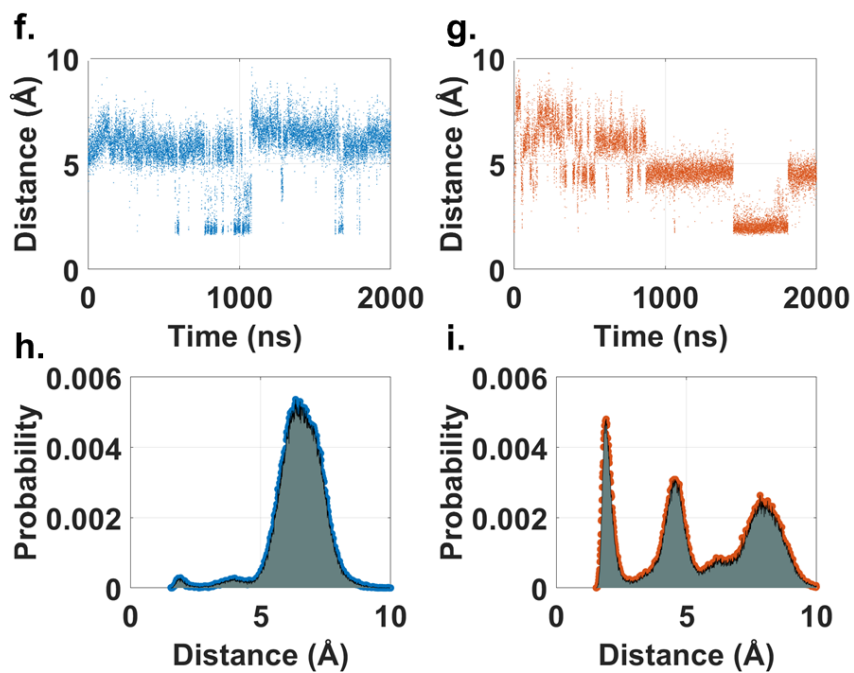 f.
10
5
0
Distance (Å)
0 1000 2000
Time (ns)
g.
10
5
0
Distance (Å)
0 1000 2000
Time (ns)
h.
0.006
0.004
0.002
0
Probability
0 5 10
Distance (Å)
i.
0.006
0.004
0.002
0
Probability
0 5 10
Distance (Å)